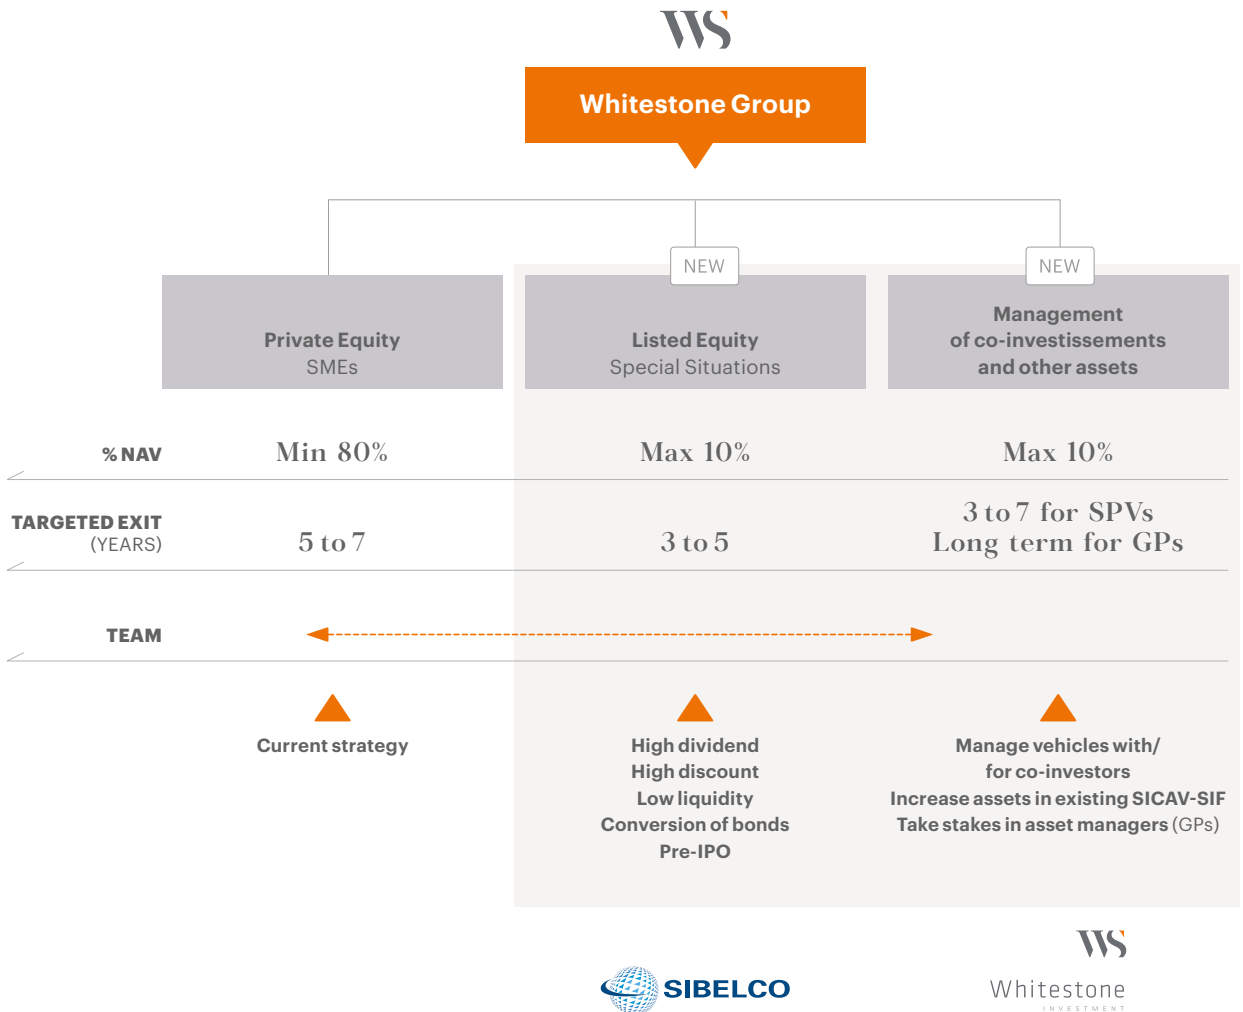 WS
Whitestone Group
NEW
NEW
Private Equity
SMEs
Listed Equity
Special Situations
Management
of co-investissements
and other assets
% NAV
Min 80%
Max 10%
Max 10%
TARGETED EXIT
(YEARS)
5 to 7
3 to 5
3 to 7 for SPVs
Long term for GPs
TEAM
Current strategy
High dividend
High discount
Low liquidity
Conversion of bonds
Pre-IPO
Manage vehicles with/
for co-investors
Increase assets in existing SICAV-SIF
Take stakes in asset managers (GPs)
SIBELCO
WS
Whitestone
INVESTMENT